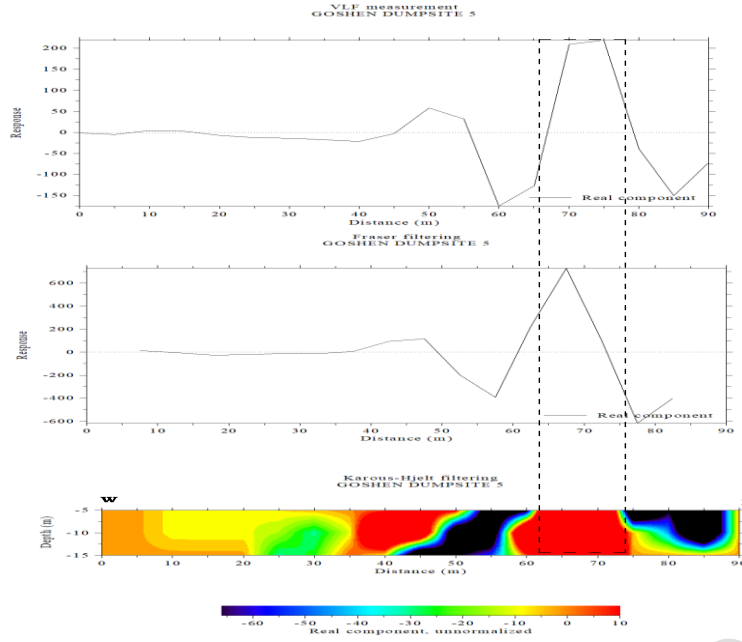 VLF measurement
GOSHEN DUMPSITE 5
200
150
100
50
0
-50
-100
-150
Response
Real component
0 10 20 30 40 50 60 70 80 90
Distance (m)
Fraser filtering
GOSHEN DUMPSITE 5
600
400
200
0
-200
-400
-600
Response
Real component
0 10 20 30 40 50 60 70 80 90
Distance (m)
Karous-Hjelt filtering
GOSHEN DUMPSITE 5
W
-5
-10
-15
Depth (m)
0 10 20 30 40 50 60 70 80 90
Distance (m)
-60 -50 -40 -30 -20 -10 0 10
Real component, unnormalized